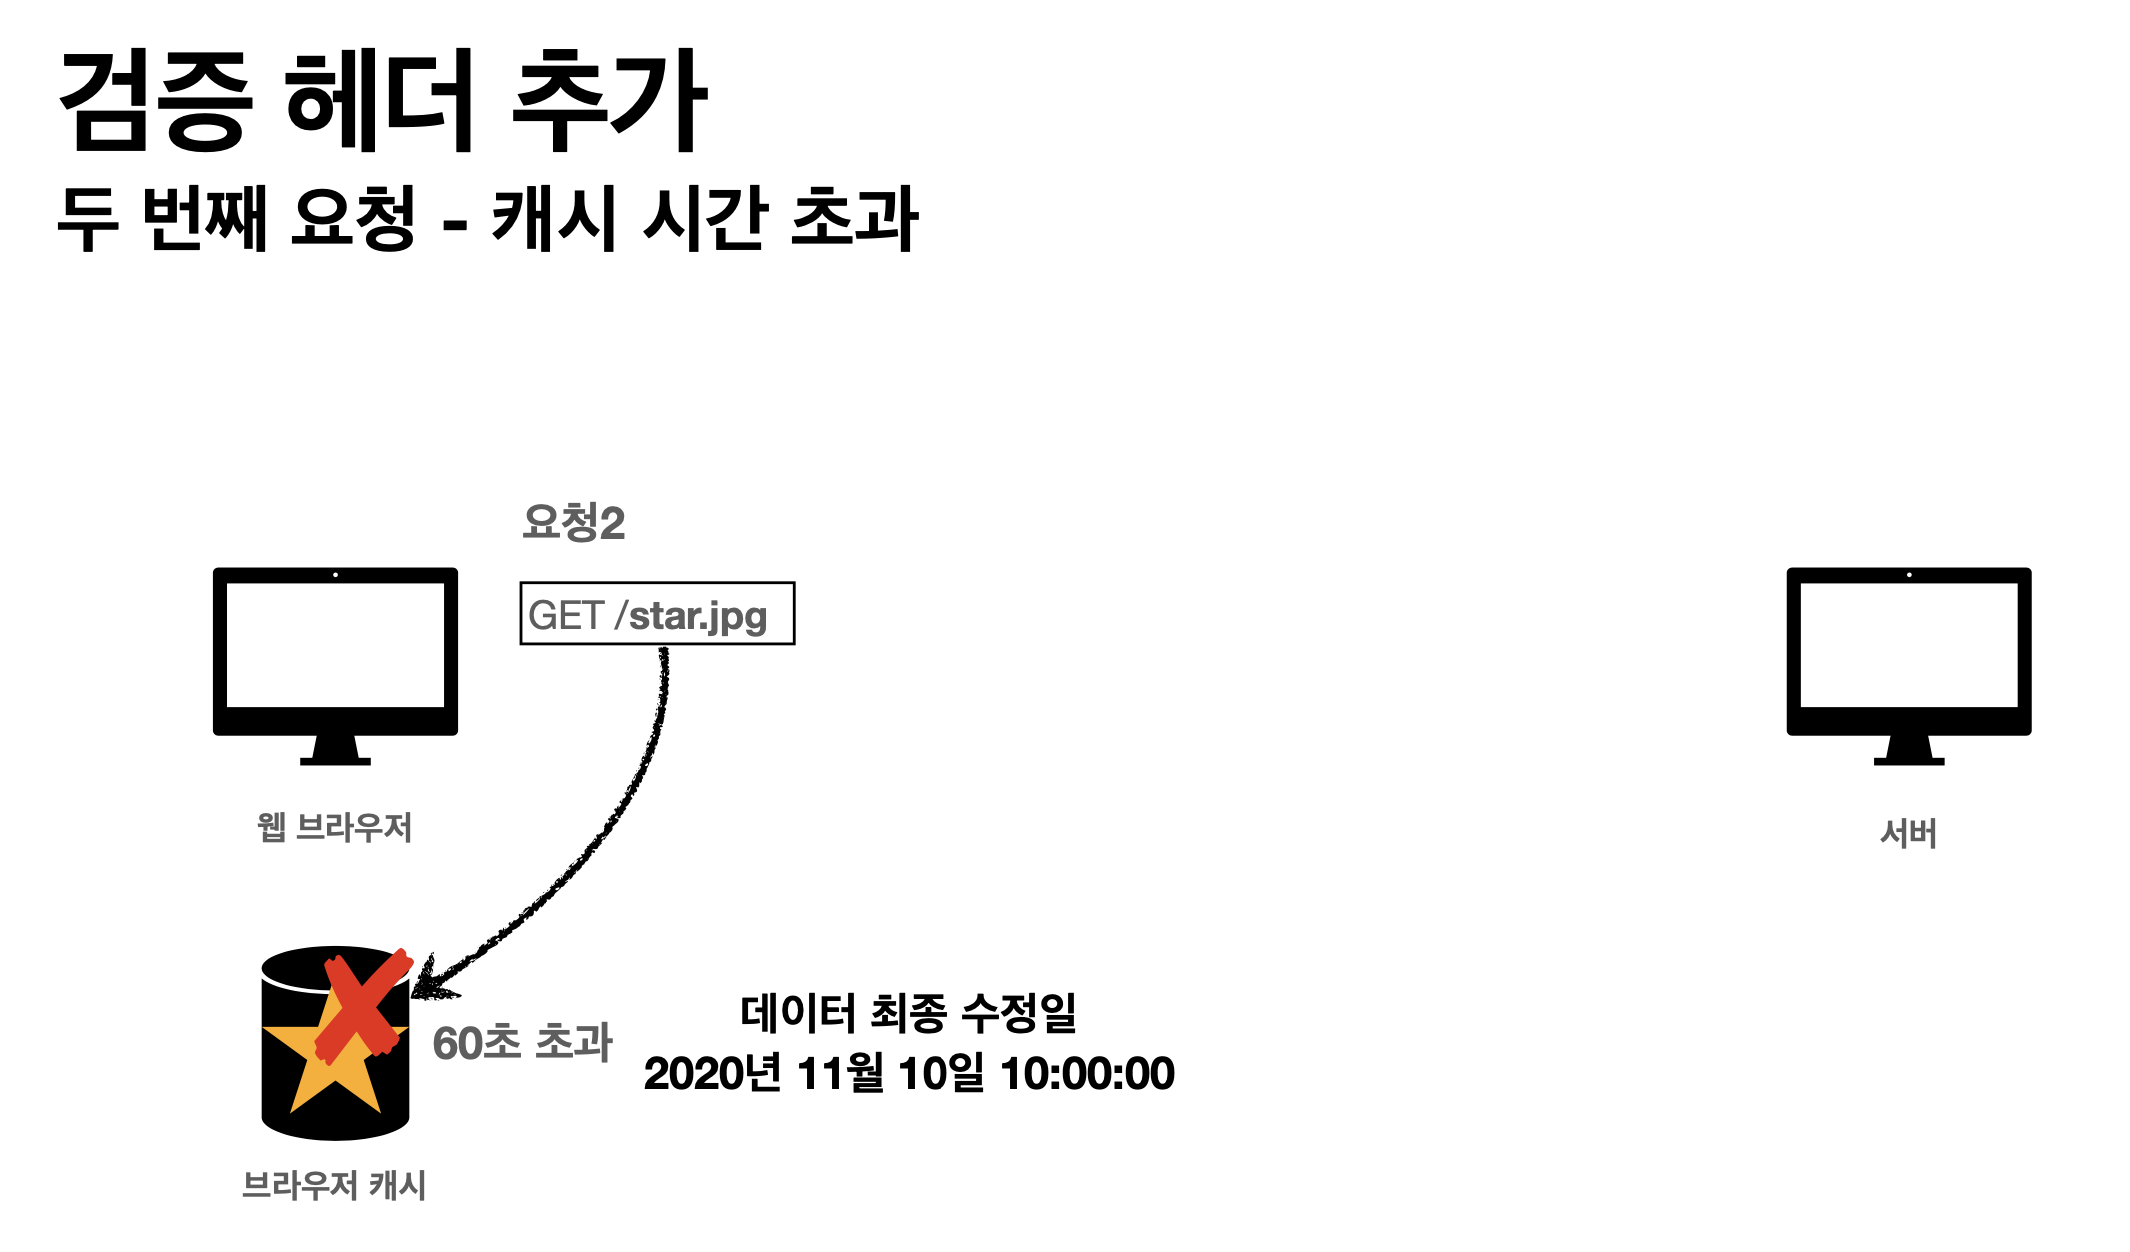 검증 헤더 추가
두 번째 요청 - 캐시 시간 초과
요청2
GET /star.jpg
웹 브라우저
서버
60초 초과
데이터 최종 수정일
2020년 11월 10일 10:00:00
브라우저 캐시